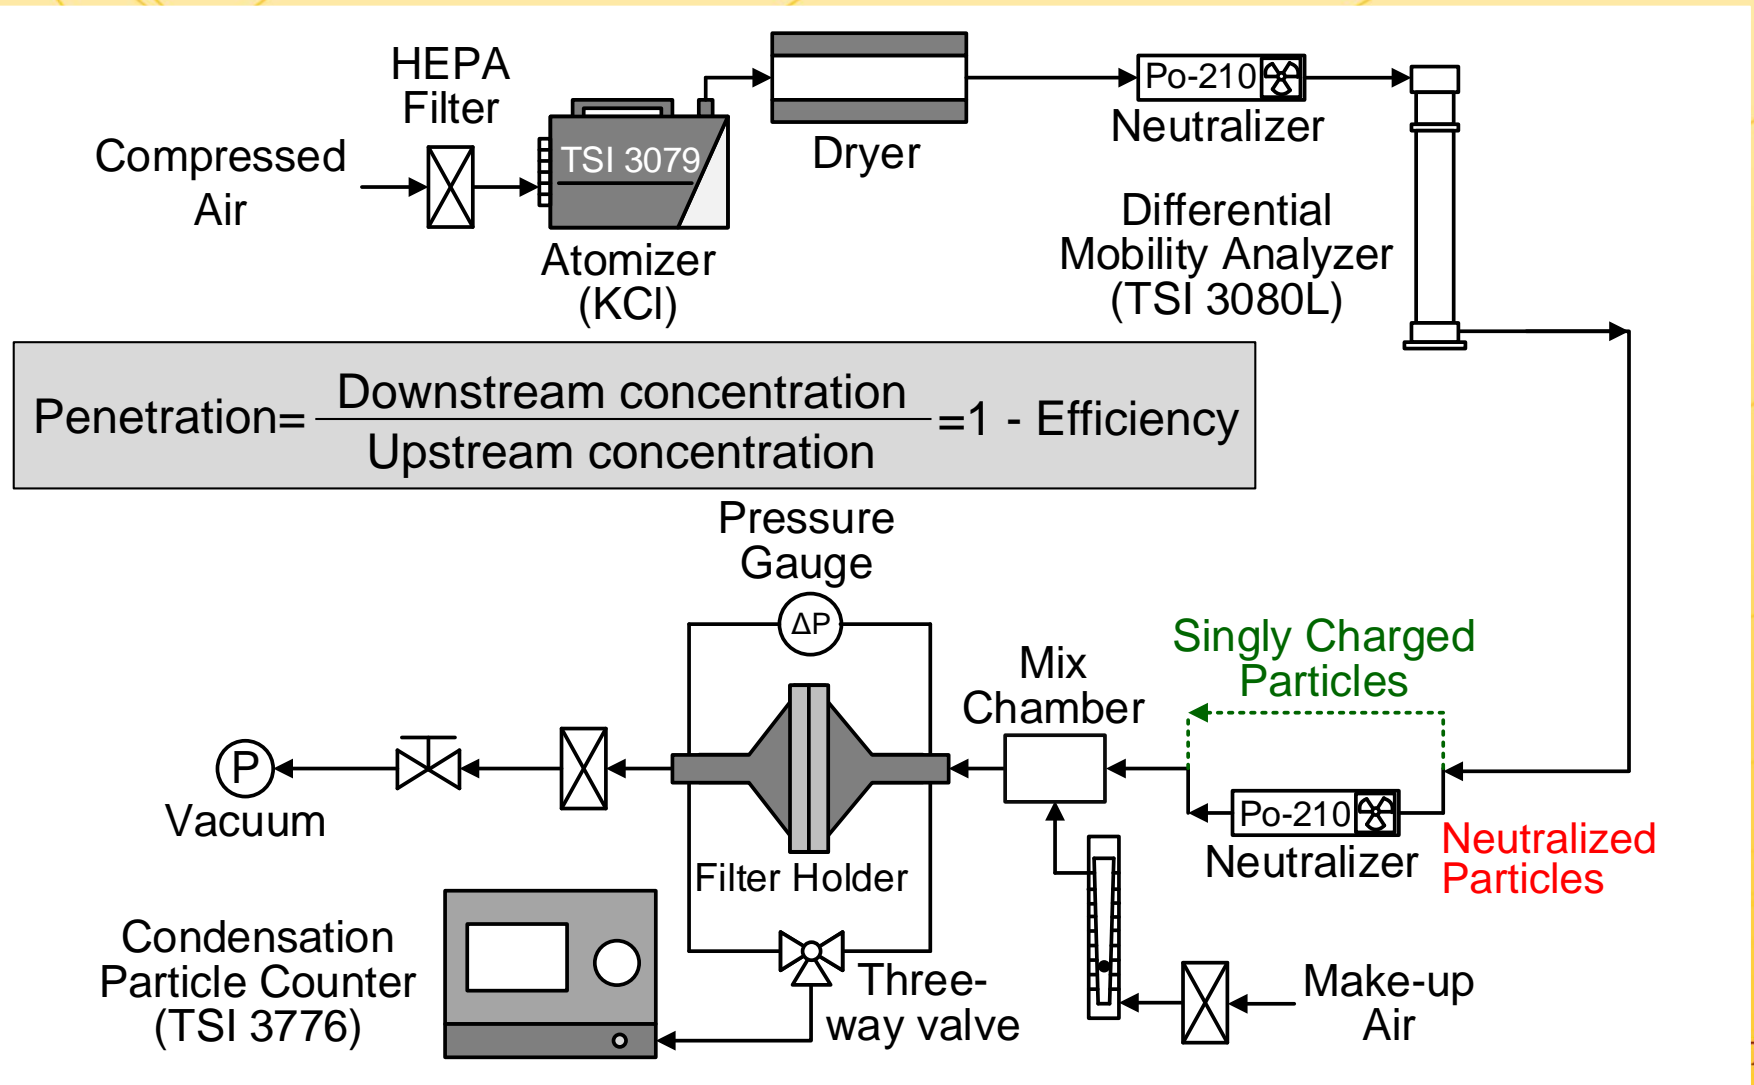 HEPA
Filter
Compressed
Air
TSI 3079
Atomizer
(KCl)
Dryer
Po-210
Neutralizer
Differential
Mobility Analyzer
(TSI 3080L)
Penetration= Downstream concentration / Upstream concentration =1 - Efficiency
Pressure
Gauge
ΔP
Singly Charged
Particles
Mix
Chamber
P
Vacuum
Po-210
Neutralizer
Neutralized
Particles
Filter Holder
Condensation
Particle Counter
(TSI 3776)
Three-
way valve
Make-up
Air